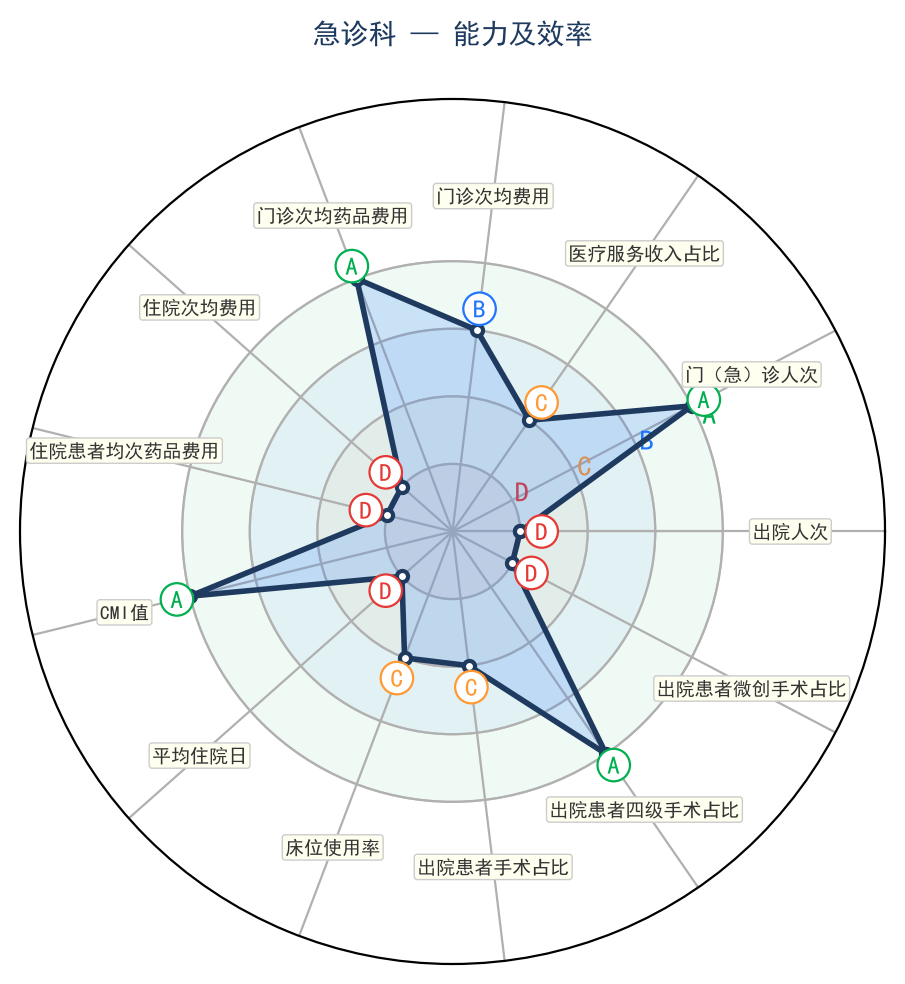 急诊科 — 能力及效率
门诊次均费用
门诊次均药品费用
医疗服务收入占比
A
住院次均费用
B
门（急）诊人次
C
A
A
B
住院患者均次药品费用
D
C
D
D
出院人次
D
D
A
CMI值
D
C
C
出院患者微创手术占比
平均住院日
A
出院患者四级手术占比
床位使用率
出院患者手术占比